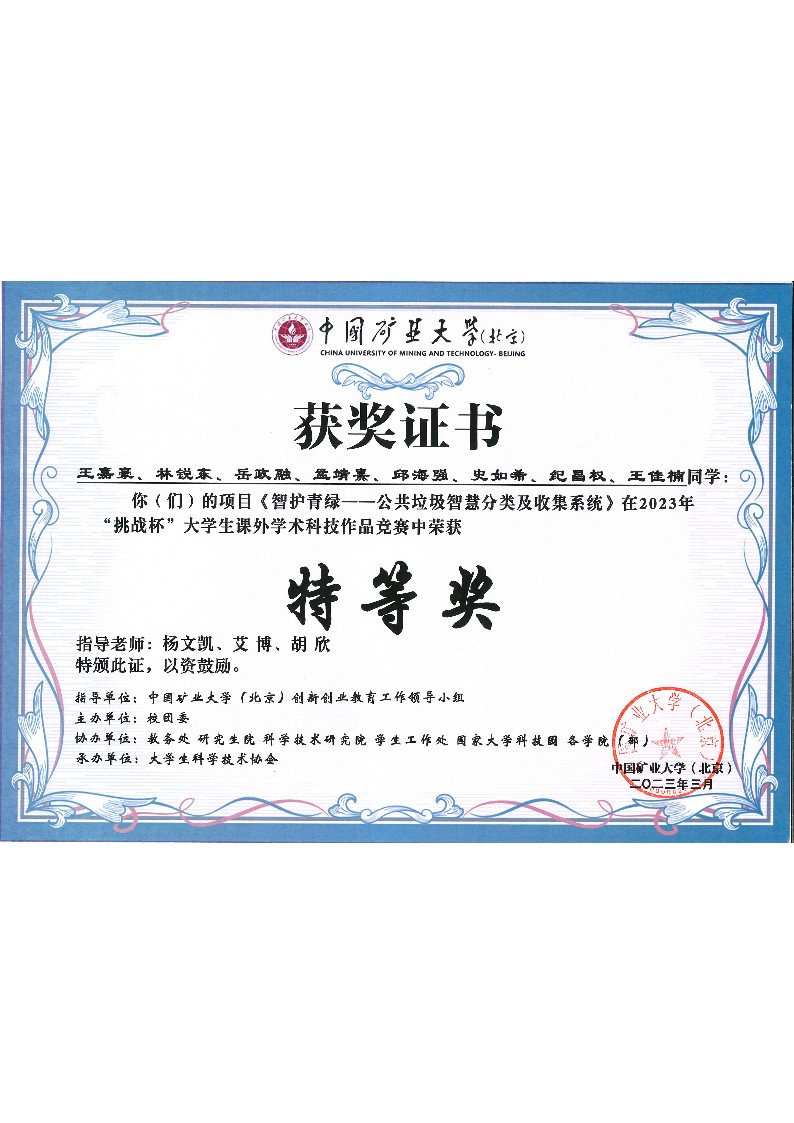 中国矿业大学(北京)
CHINA UNIVERSITY OF MINING AND TECHNOLOGY- BEIJING
获奖证书
王嘉豪、林锐东、岳政融、孟靖熹、邱海强、史如希、纪昌权、王佳楠同学：
你（们）的项目《智护青绿——公共垃圾智慧分类及收集系统》在2023年
“挑战杯”大学生课外学术科技作品竞赛中荣获
特等奖
指导老师：杨文凯、艾 博、胡 欣
特颁此证，以资鼓励。
指导单位：中国矿业大学（北京）创新创业教育工作领导小组
主办单位：校团委
协办单位：教务处 研究生院 科学技术研究院 学生工作处 国家大学科技园 各学院（部）
承办单位：大学生科学技术协会
中国矿业大学（北京）
中国矿业大学（北京）
二〇二三年三月